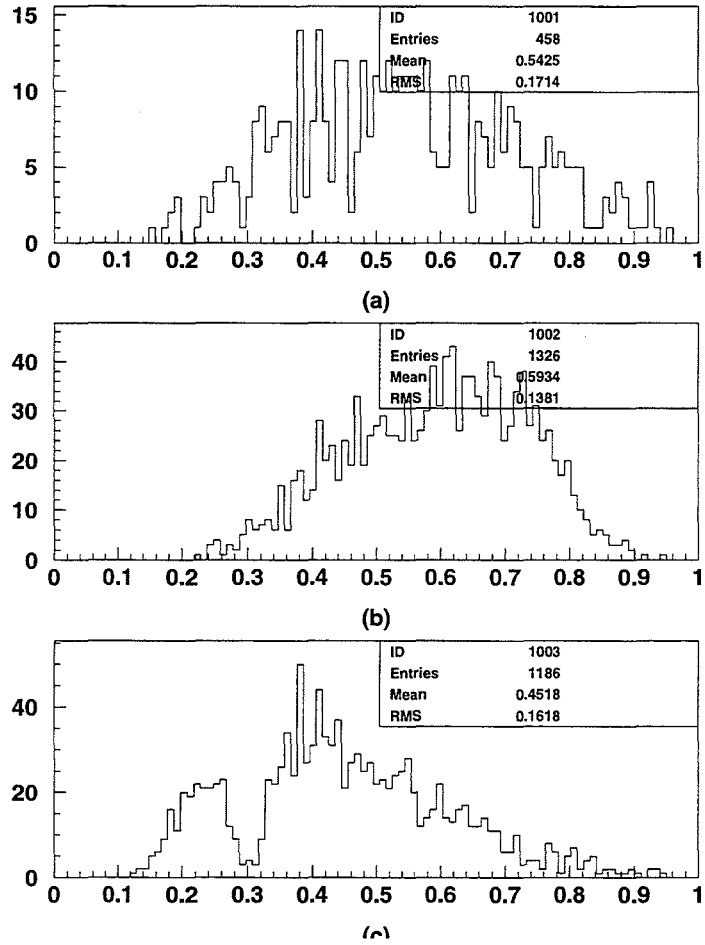 15
10
5
0
ID 1001
Entries 458
Mean 0.5425
RMS 0.1714
0 0.1 0.2 0.3 0.4 0.5 0.6 0.7 0.8 0.9 1
(a)
40
30
20
10
0
ID 1002
Entries 1326
Mean 0.5934
RMS 0.1381
0 0.1 0.2 0.3 0.4 0.5 0.6 0.7 0.8 0.9 1
(b)
40
20
0
ID 1003
Entries 1186
Mean 0.4518
RMS 0.1618
0 0.1 0.2 0.3 0.4 0.5 0.6 0.7 0.8 0.9 1
(c)